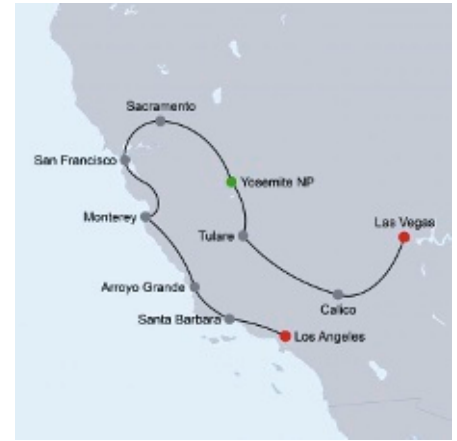 Sacramento
San Francisco
Yosemite NP
Monterey
Las Vegas
Tulare
Arroyo Grande
Calico
Santa Barbara
Los Angeles